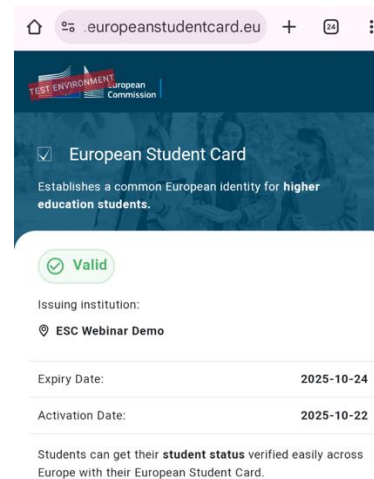 .europeanstudentcard.eu
24
TEST ENVIRONMENT
European
Commission
European Student Card
Establishes a common European identity for higher
education students.
Valid
Issuing institution:
ESC Webinar Demo
Expiry Date: 2025-10-24
Activation Date: 2025-10-22
Students can get their student status verified easily across
Europe with their European Student Card.